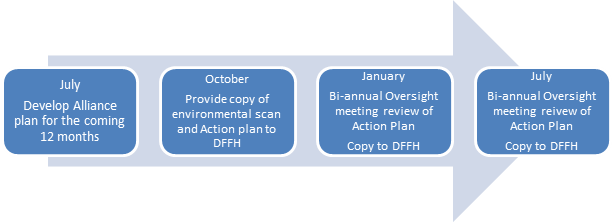 July
Develop Alliance
plan for the coming
12 months
October
Provide copy of
environmental scan
and Action plan to
DFFH
January
Bi-annual Oversight
meeting review of
Action Plan
Copy to DFFH
July
Bi-annual Oversight
meeting reivew of
Action Plan
Copy to DFFH